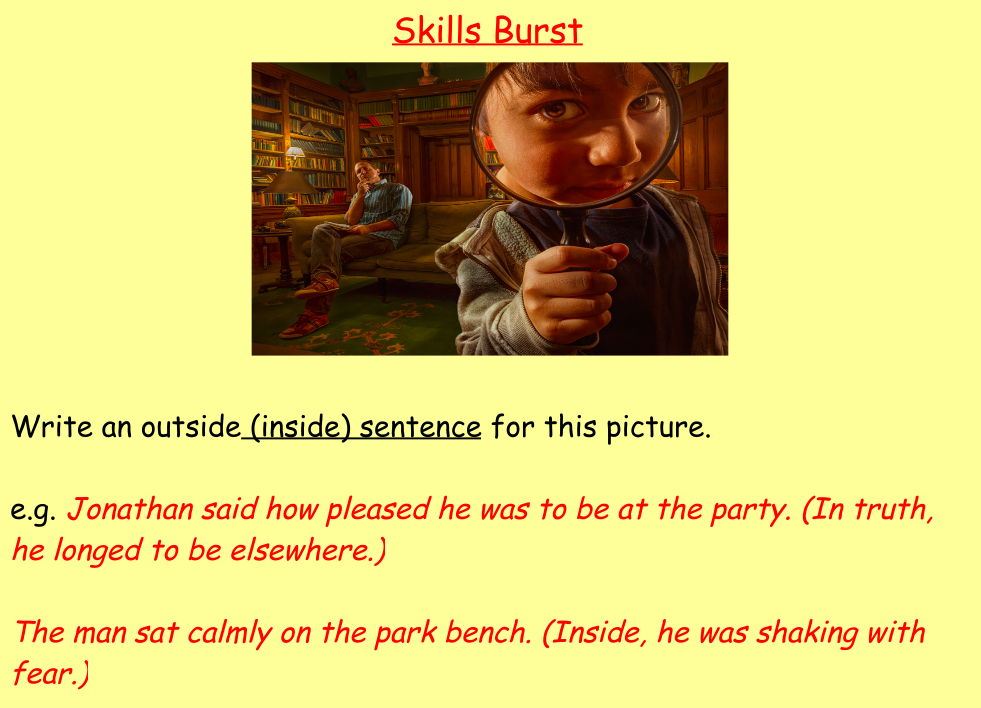 Skills Burst
Write an outside (inside) sentence for this picture.
e.g. Jonathan said how pleased he was to be at the party. (In truth,
he longed to be elsewhere.)
The man sat calmly on the park bench. (Inside, he was shaking with
fear.)